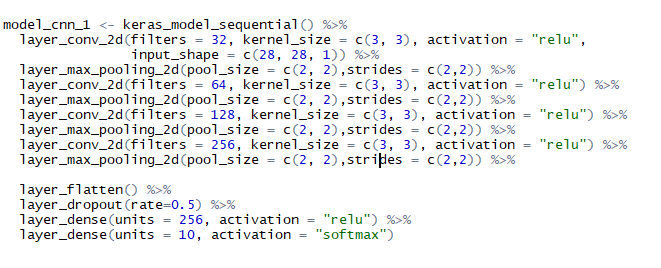 model_cnn_1 <- keras_model_sequential() %>%
  layer_conv_2d(filters = 32, kernel_size = c(3, 3), activation = "relu",
                input_shape = c(28, 28, 1)) %>%
  layer_max_pooling_2d(pool_size = c(2, 2),strides = c(2,2)) %>%
  layer_conv_2d(filters = 64, kernel_size = c(3, 3), activation = "relu") %>%
  layer_max_pooling_2d(pool_size = c(2, 2),strides = c(2,2)) %>%
  layer_conv_2d(filters = 128, kernel_size = c(3, 3), activation = "relu") %>%
  layer_max_pooling_2d(pool_size = c(2, 2),strides = c(2,2)) %>%
  layer_conv_2d(filters = 256, kernel_size = c(3, 3), activation = "relu") %>%
  layer_max_pooling_2d(pool_size = c(2, 2),strides = c(2,2)) %>%

  layer_flatten() %>%
  layer_dropout(rate=0.5) %>%
  layer_dense(units = 256, activation = "relu") %>%
  layer_dense(units = 10, activation = "softmax")